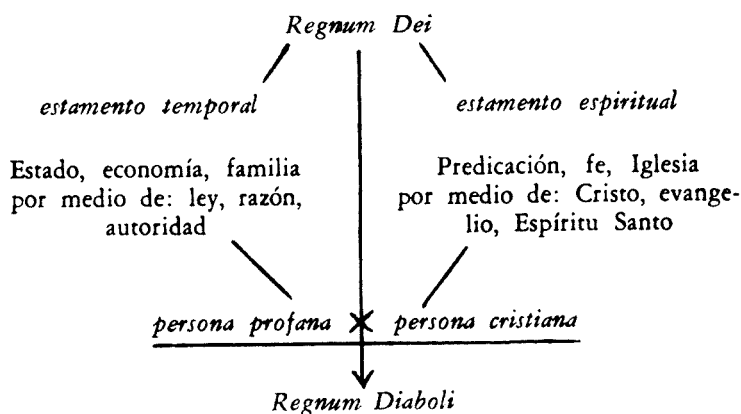 Regnum Dei
estamento temporal
estamento espiritual
Estado, economía, familia
por medio de: ley, razón,
autoridad
Predicación, fe, Iglesia
por medio de: Cristo, evange-
lio, Espíritu Santo
persona profana
persona cristiana
Regnum Diaboli